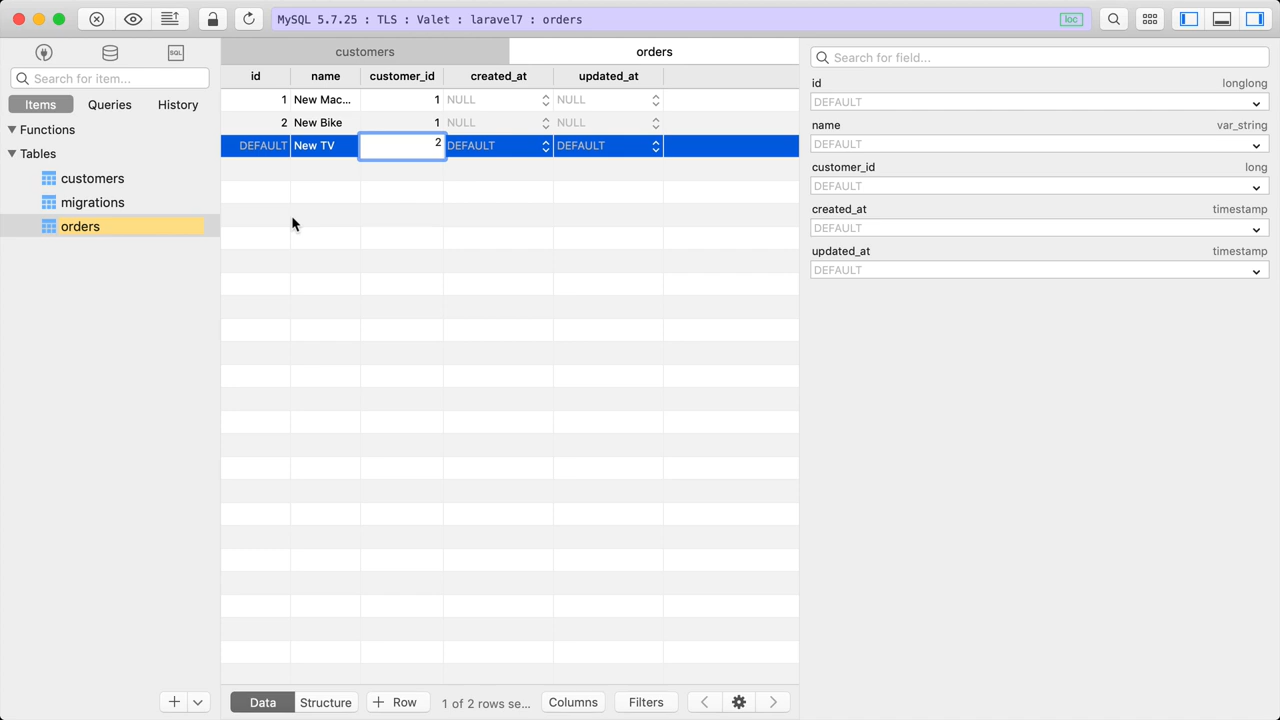 MySQL 5.7.25 : TLS : Valet : laravel7 : orders
loc
SQL
Search for item...
Items
Queries
History
Functions
Tables
customers
migrations
orders
customers
orders
id name customer_id created_at updated_at
1 New Mac... 1 NULL NULL
2 New Bike 1 NULL NULL
DEFAULT New TV 2 DEFAULT DEFAULT
Data
Structure
Row
1 of 2 rows se...
Columns
Filters
Search for field...
id longlong
DEFAULT
name var_string
DEFAULT
customer_id long
DEFAULT
created_at timestamp
DEFAULT
updated_at timestamp
DEFAULT